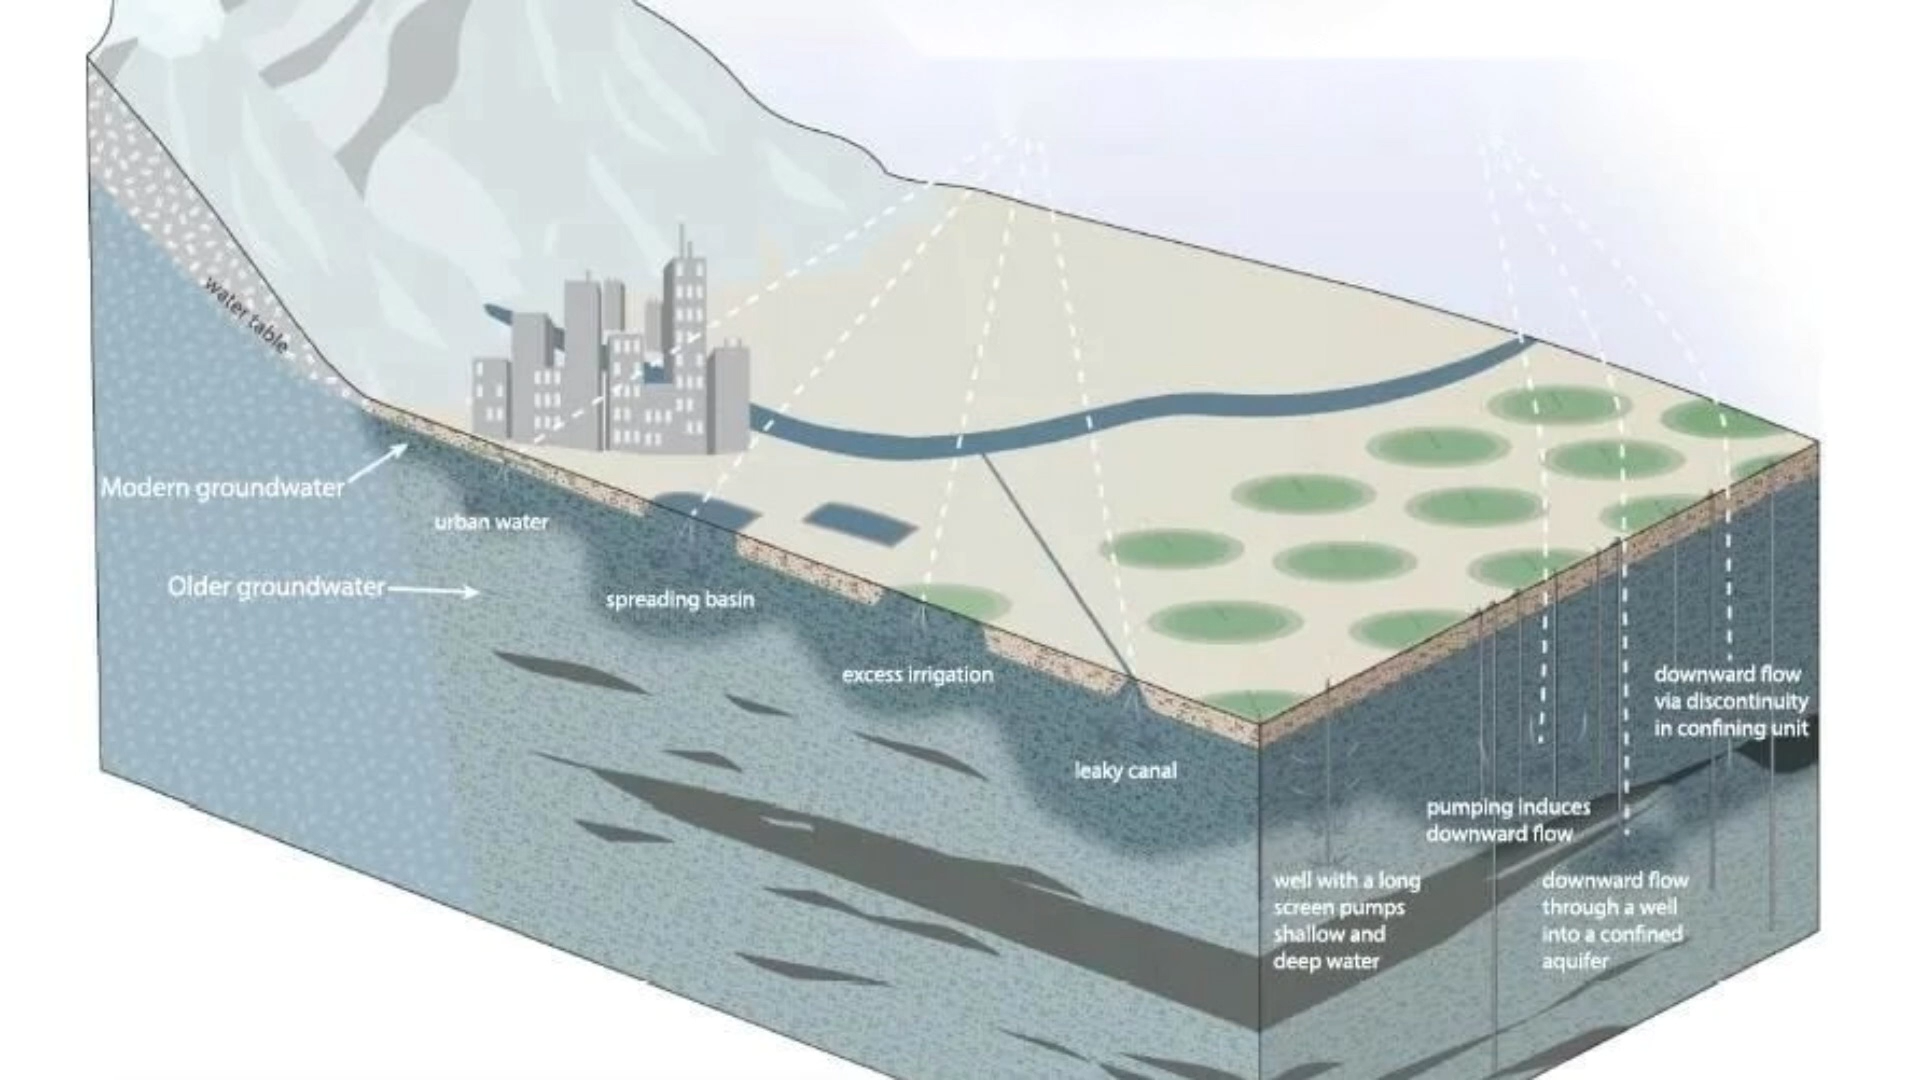 water table
Modern groundwater
urban water
Older groundwater
spreading basin
excess irrigation
leaky canal
downward flow
via discontinuity
in confining unit
pumping induces
downward flow
well with a long
screen pumps
shallow and
deep water
downward flow
through a well
into a confined
aquifer